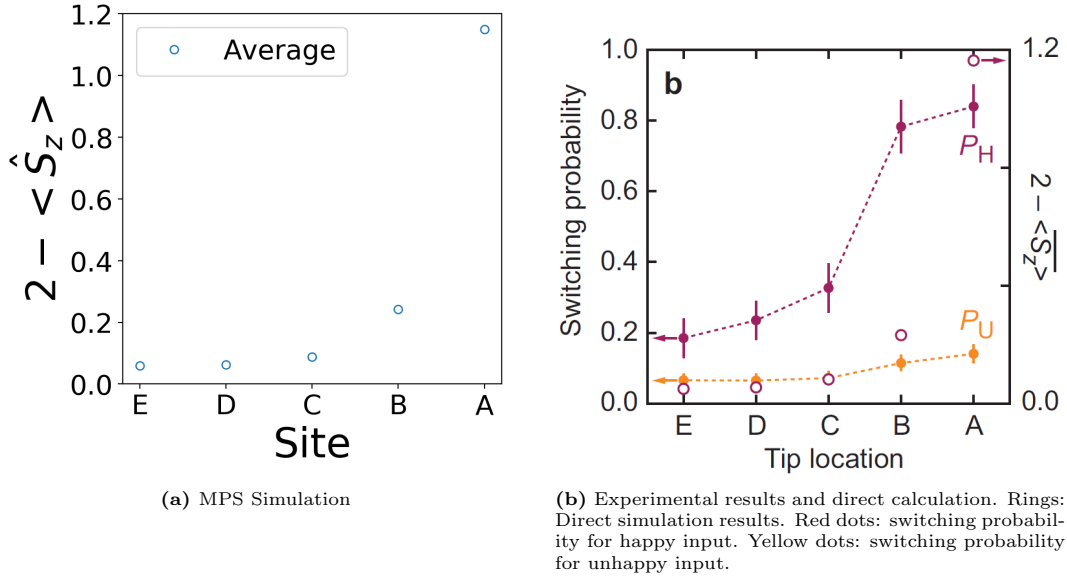 1.2
1.0
0.8
0.6
0.4
0.2
0.0
2 − < Ŝz >
Average
E D C B A
Site
(a) MPS Simulation
b
1.0
0.8
0.6
0.4
0.2
0.0
Switching probability
PH
PU
1.2
0.0
2 − <Sz>
E D C B A
Tip location
(b) Experimental results and direct calculation. Rings:
Direct simulation results. Red dots: switching probabil-
ity for happy input. Yellow dots: switching probability
for unhappy input.